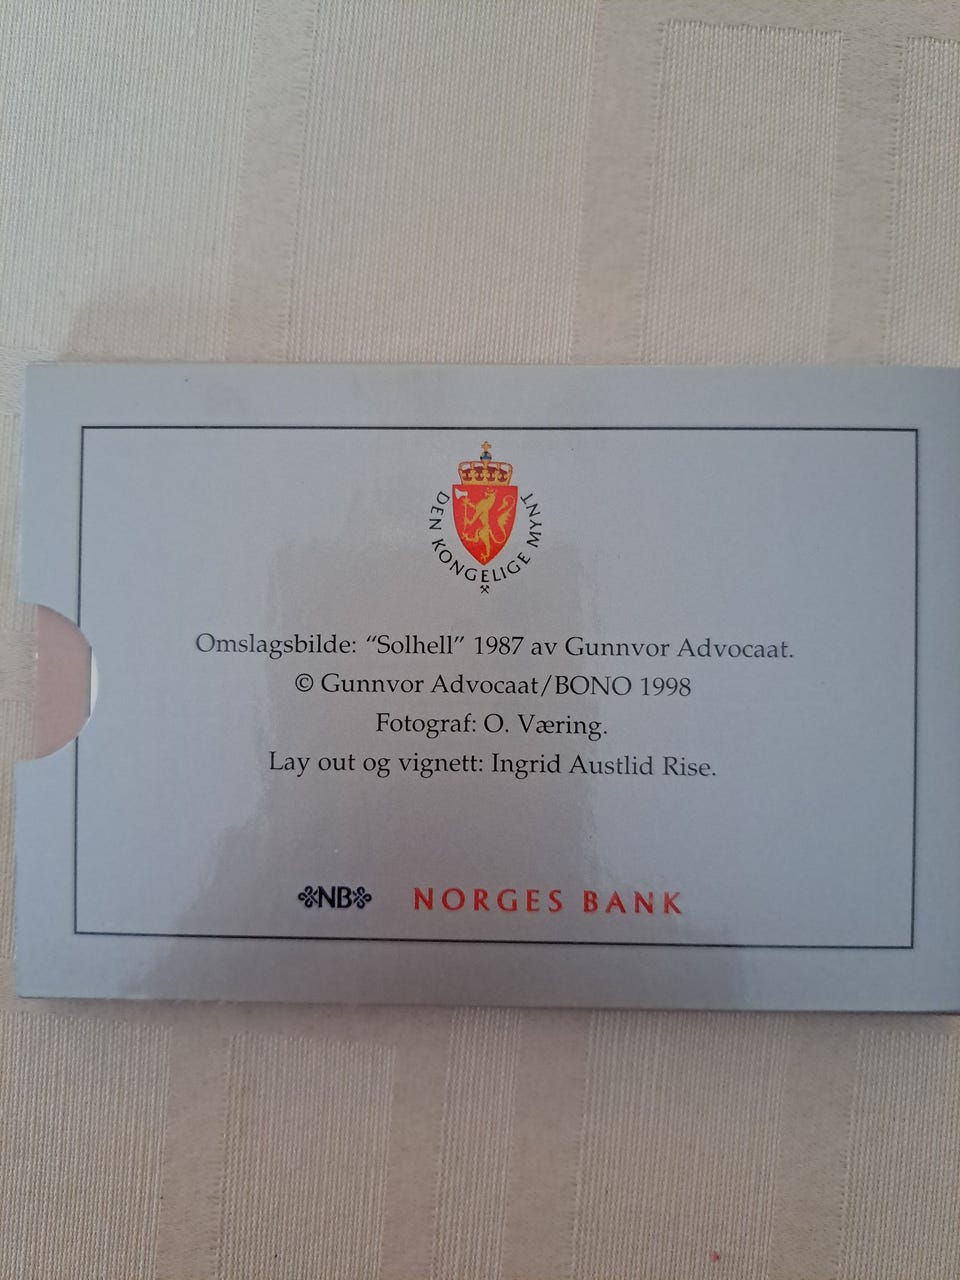 DEN KONGELIGE MYNT
Omslagsbilde: “Solhell” 1987 av Gunnvor Advocaat.
© Gunnvor Advocaat/BONO 1998
Fotograf: O. Væring.
Lay out og vignett: Ingrid Austlid Rise.
NB NORGES BANK